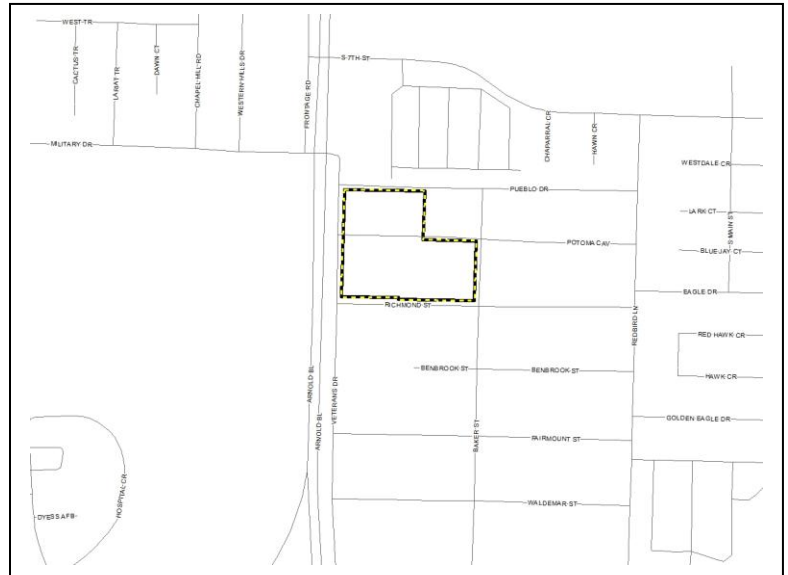 WEST TR
CACTUS TR
LARIAT TR
DAWN CT
CHAPEL HILL RD
WESTERN HILLS DR
FRONTAGE RD
S 7TH ST
MILITARY DR
CHAPARRAL CR
HAWN CR
WESTDALE CR
PUEBLO DR
LARK CT
S MAIN ST
POTOMAC AV
BLUE JAY CT
EAGLE DR
RICHMOND ST
REDBIRD LN
RED HAWK CR
BENBROOK ST
BENBROOK ST
HAWK CR
ARNOLD BL
VETERANS DR
ARNOLD BL
BAKER ST
GOLDEN EAGLE DR
FAIRMOUNT ST
HOSPITAL CR
WALDEMAR ST
DYESS AFB